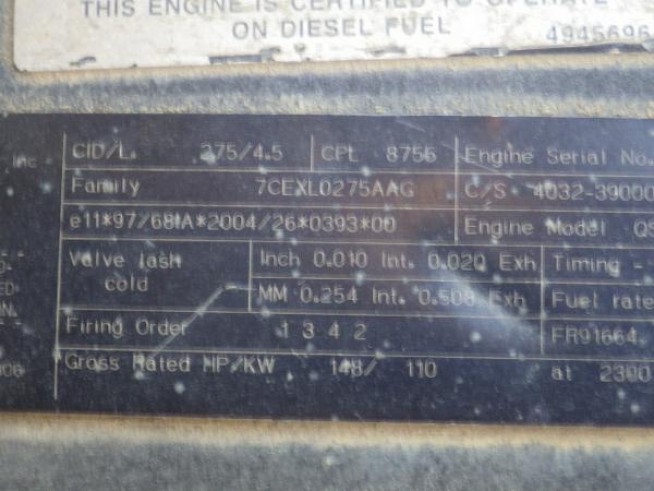 THIS ENGINE IS CERTIFIED TO OPERATE
ON DIESEL FUEL 4945696
Inc CID/L. 275/4.5 CPL 8756 Engine Serial No.
Family 7CEXL0275AAG C/S 4032-39000
e11*97/68IA*2004/26*0393*00 Engine Model QS
Valve lash Inch 0.010 Int. 0.020 Exh Timing -
cold MM 0.254 Int. 0.508 Exh Fuel rate
Firing Order 1 3 4 2 FR91664
Gross Rated HP/KW 148/ 110 at 2300